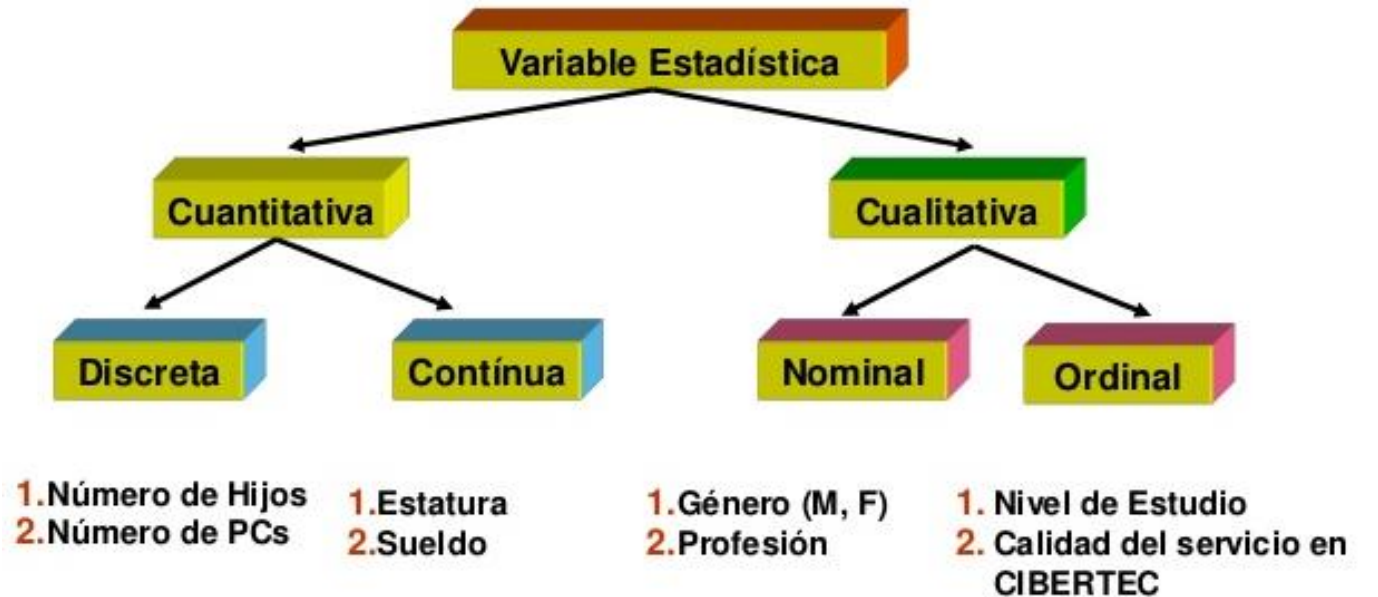 Variable Estadística
Cuantitativa
Cualitativa
Discreta
Contínua
Nominal
Ordinal
1.Número de Hijos
2.Número de PCs
1.Estatura
2.Sueldo
1.Género (M, F)
2.Profesión
1. Nivel de Estudio
2. Calidad del servicio en
CIBERTEC